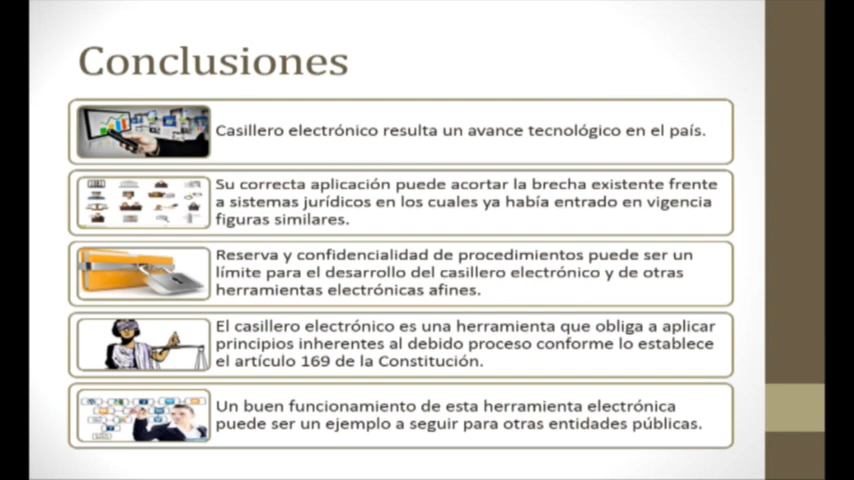 Conclusiones
Casillero electrónico resulta un avance tecnológico en el país.
Su correcta aplicación puede acortar la brecha existente frente
a sistemas jurídicos en los cuales ya había entrado en vigencia
figuras similares.
Reserva y confidencialidad de procedimientos puede ser un
límite para el desarrollo del casillero electrónico y de otras
herramientas electrónicas afines.
El casillero electrónico es una herramienta que obliga a aplicar
principios inherentes al debido proceso conforme lo establece
el artículo 169 de la Constitución.
Un buen funcionamiento de esta herramienta electrónica
puede ser un ejemplo a seguir para otras entidades públicas.